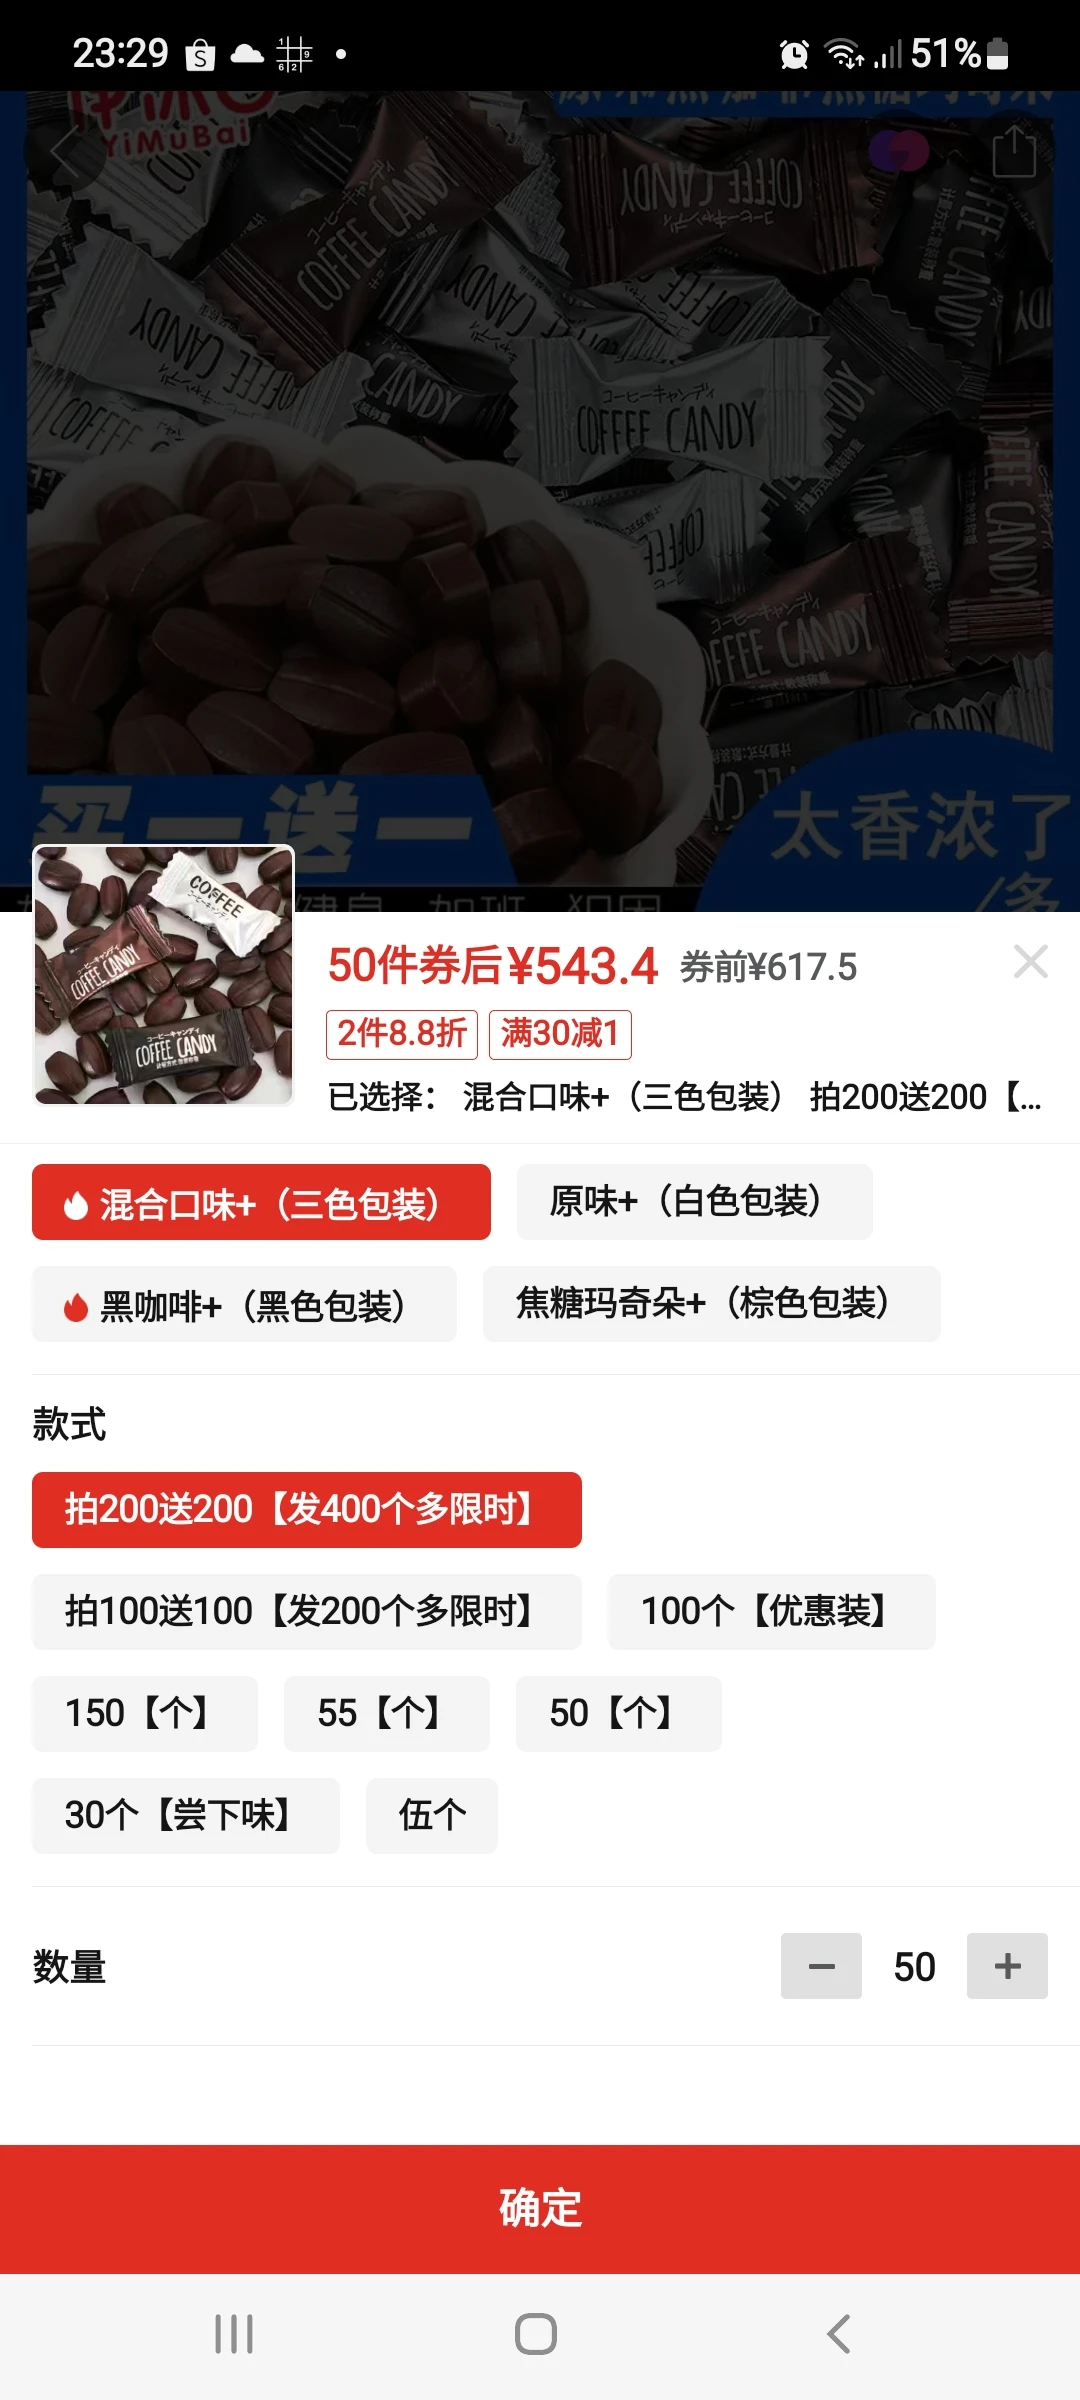 23:29
51%
YiMuBai
COFFEE CANDY
コーヒーキャンディ
COFFEE CANDY
买一送一
太香浓了
50件券后¥543.4 券前¥617.5
2件8.8折 满30减1
已选择： 混合口味+（三色包装） 拍200送200【...
混合口味+（三色包装） 原味+（白色包装）
黑咖啡+（黑色包装） 焦糖玛奇朵+（棕色包装）
款式
拍200送200【发400个多限时】
拍100送100【发200个多限时】 100个【优惠装】
150【个】 55【个】 50【个】
30个【尝下味】 伍个
数量 50
确定